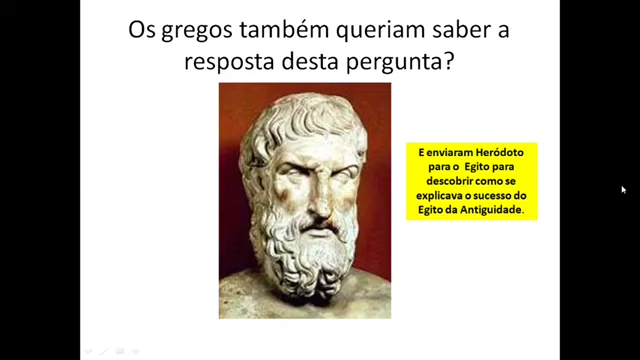 Os gregos também queriam saber a
resposta desta pergunta?
E enviaram Heródoto
para o Egito para
descobrir como se
explicava o sucesso do
Egito da Antiguidade.